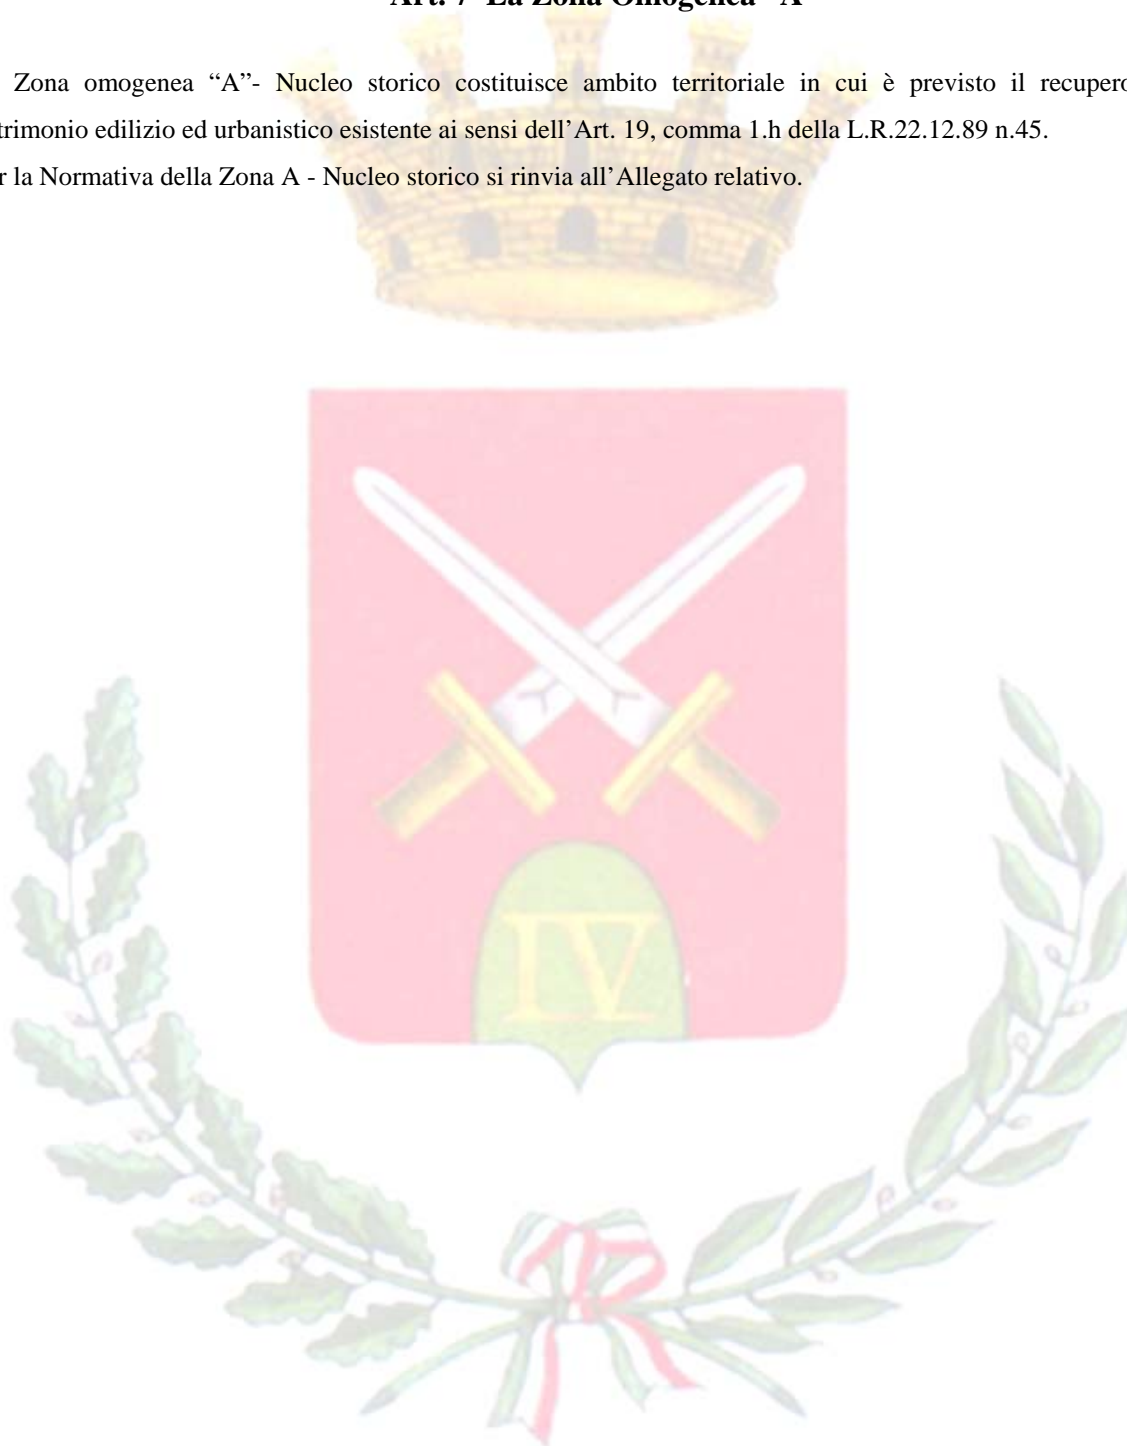 Art. 7 La Zona Omogenea "A"
Zona omogenea “A”- Nucleo storico costituisce ambito territoriale in cui è previsto il recupero
trimonio edilizio ed urbanistico esistente ai sensi dell’Art. 19, comma 1.h della L.R.22.12.89 n.45.
r la Normativa della Zona A - Nucleo storico si rinvia all’Allegato relativo.
IV